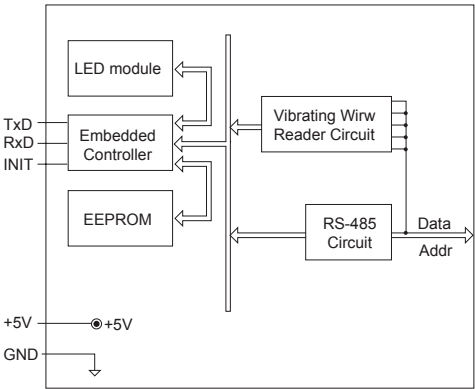 LED module
TxD
RxD
INIT
Embedded
Controller
Vibrating Wirw
Reader Circuit
EEPROM
RS-485
Circuit
Data
Addr
+5V
+5V
GND